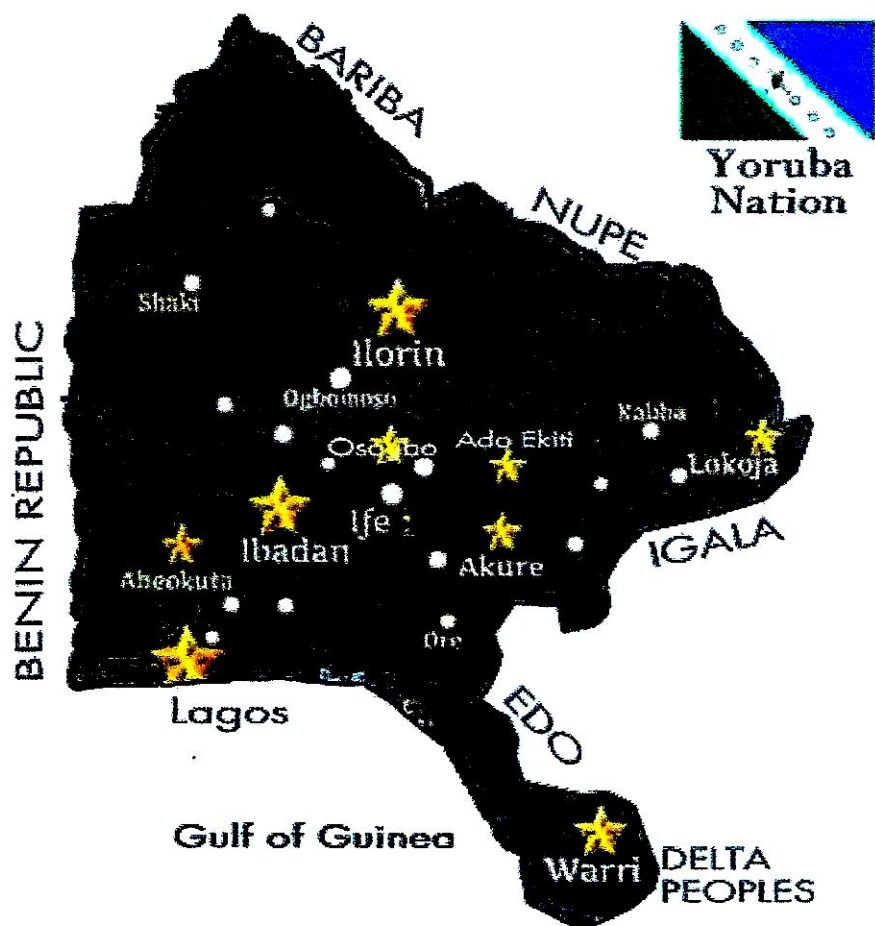 BARIBA
Yoruba
Nation
NUPE
Shaki
Ilorin
Ogbomoso
BENIN REPUBLIC
Kabba
Osogbo
Ado Ekiti
Lokoja
Ife
Ibadan
Akure
IGALA
Abeokuta
Ore
Lagos
EDO
Gulf of Guinea
Warri
DELTA
PEOPLES